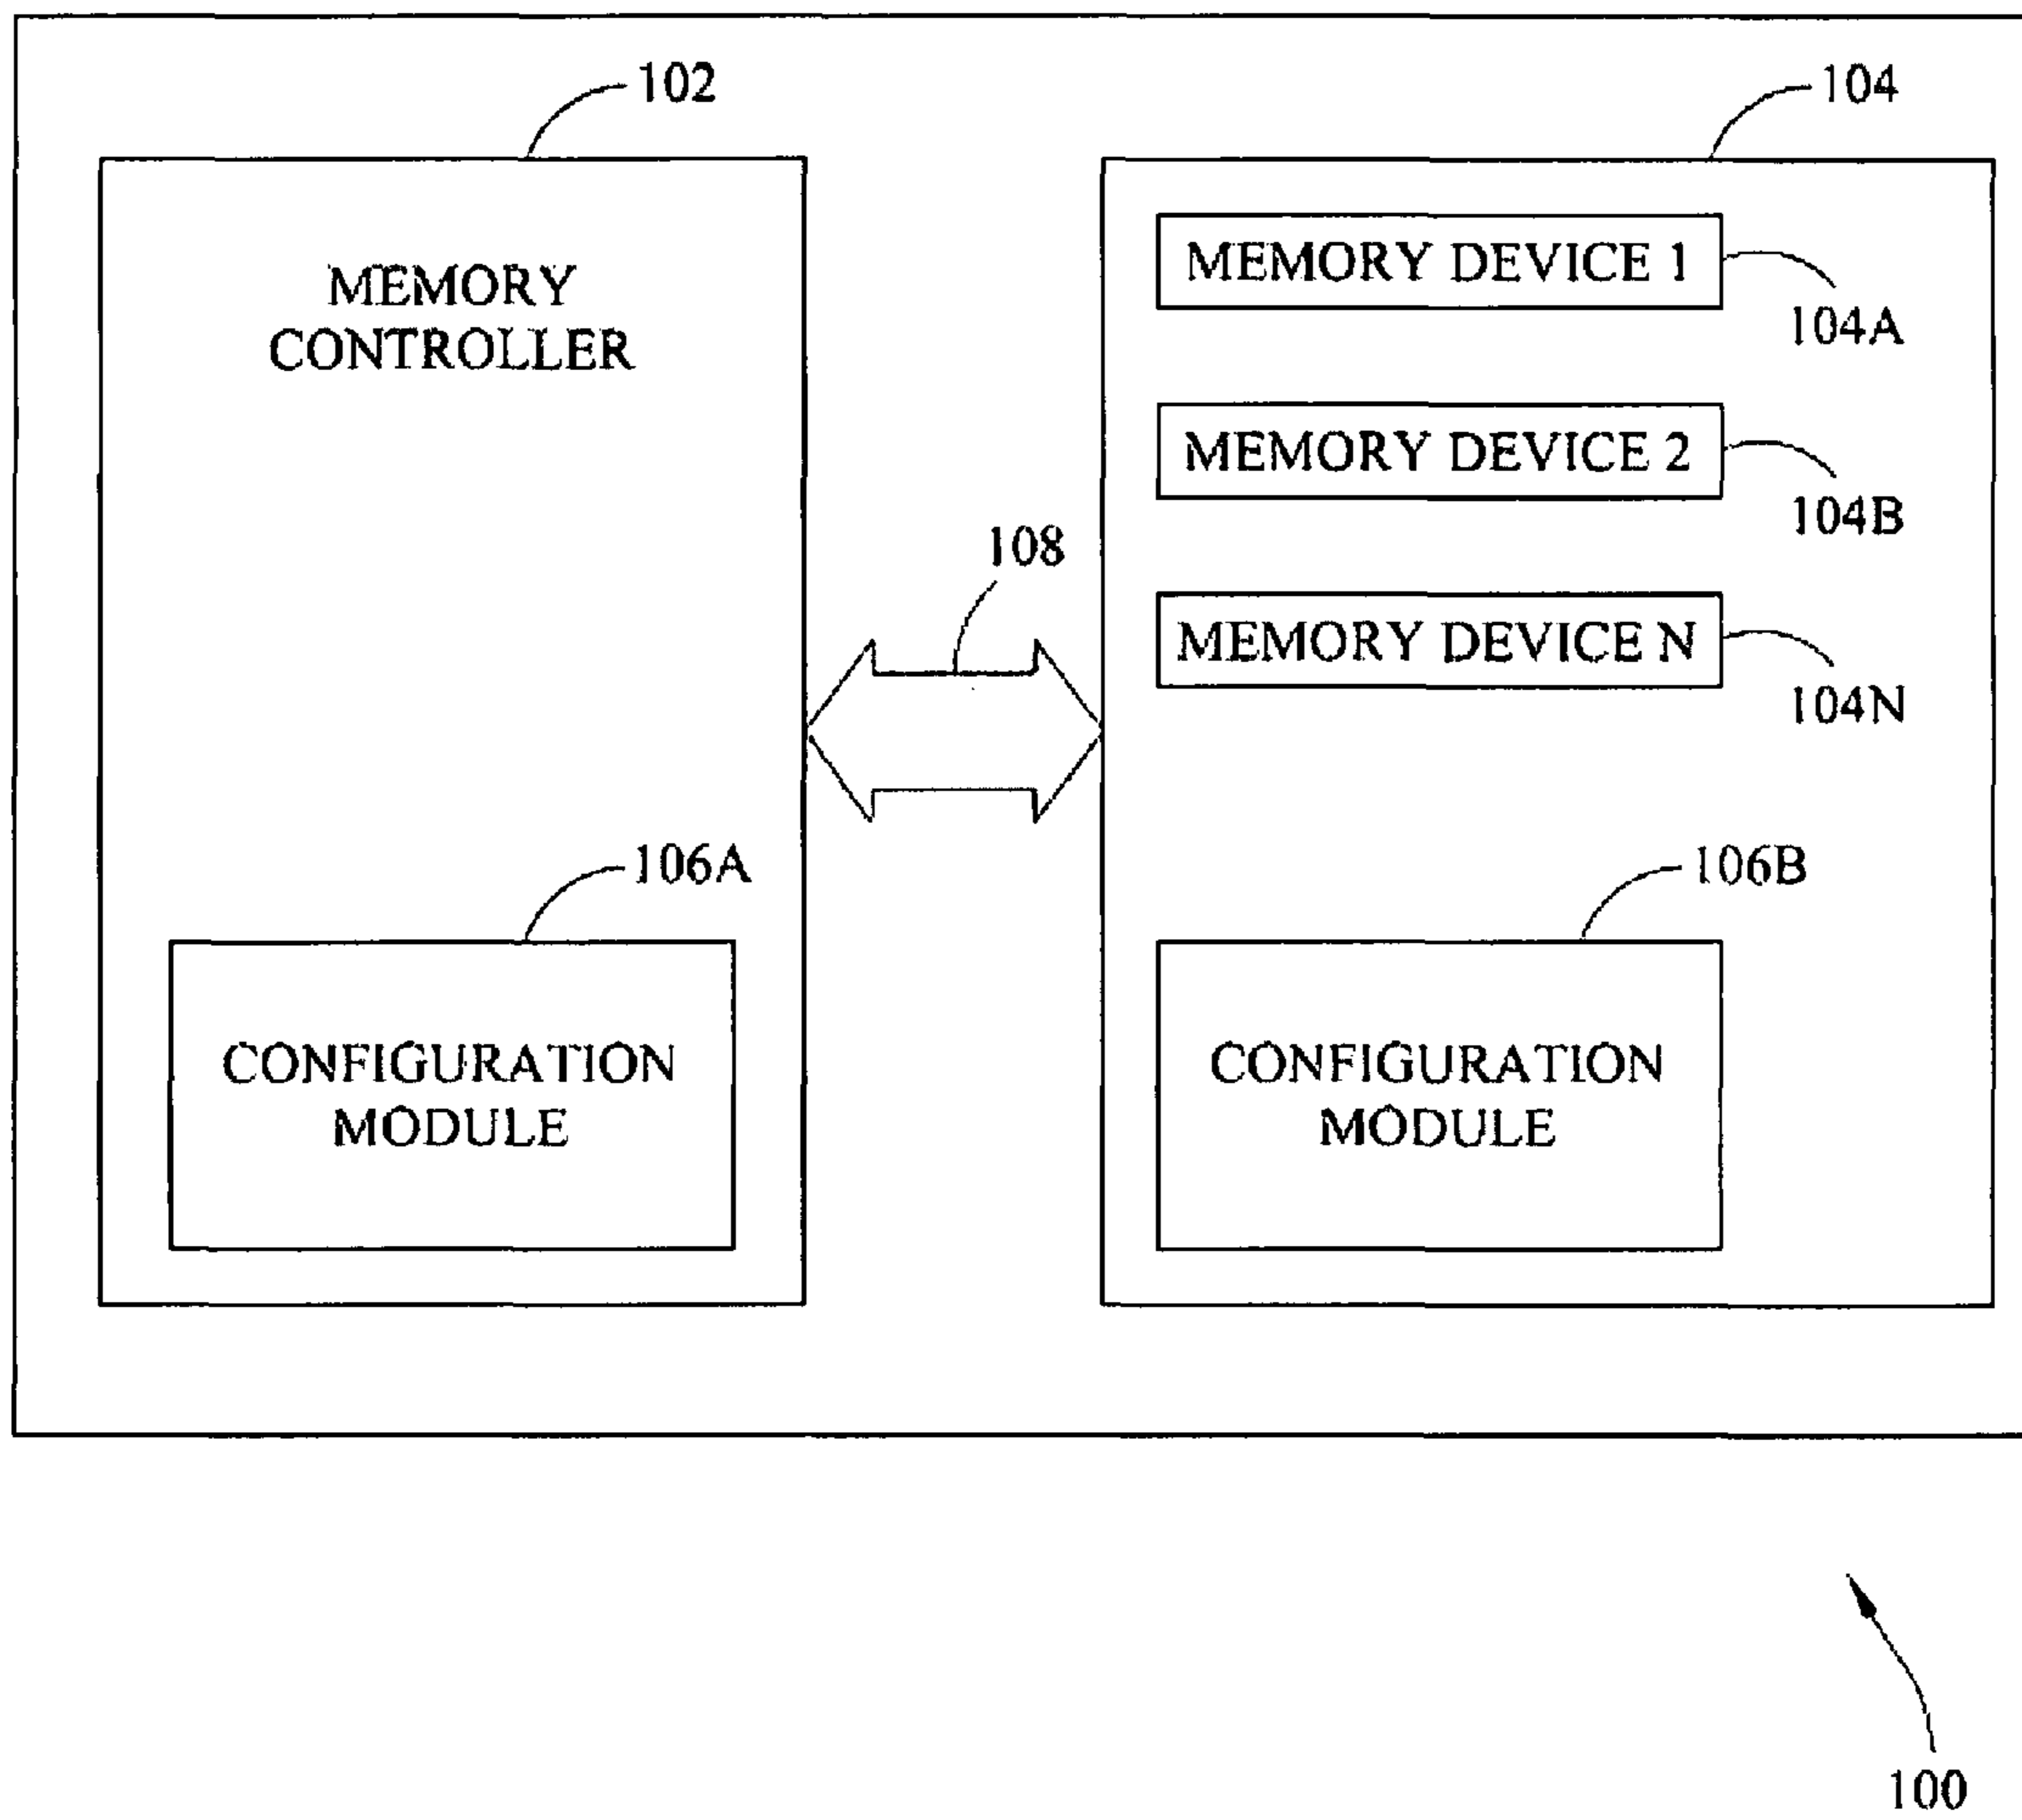 102
104
MEMORY
CONTROLLER
MEMORY DEVICE 1
104A
MEMORY DEVICE 2
104B
108
MEMORY DEVICE N
104N
106A
106B
CONFIGURATION
MODULE
CONFIGURATION
MODULE
100